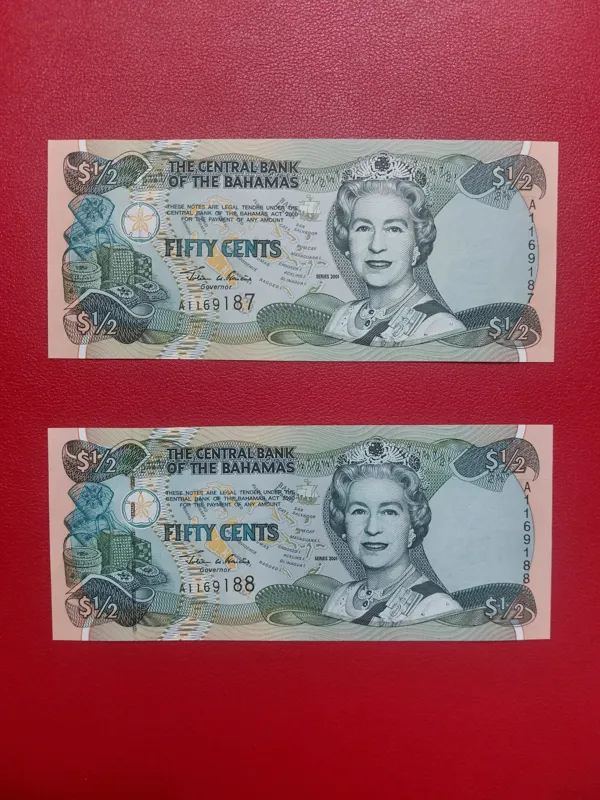 $½
$½
THE CENTRAL BANK
OF THE BAHAMAS
THESE NOTES ARE LEGAL TENDER UNDER THE
CENTRAL BANK OF THE BAHAMAS ACT 2000
FOR THE PAYMENT OF ANY AMOUNT
FIFTY CENTS
SAN
SALVADOR
SERIES 2001
Governor
A1169187
A1169187
$½
$½
$½
$½
THE CENTRAL BANK
OF THE BAHAMAS
THESE NOTES ARE LEGAL TENDER UNDER THE
CENTRAL BANK OF THE BAHAMAS ACT 2000
FOR THE PAYMENT OF ANY AMOUNT
FIFTY CENTS
SAN
SALVADOR
SERIES 2001
Governor
A1169188
A1169188
$½
$½